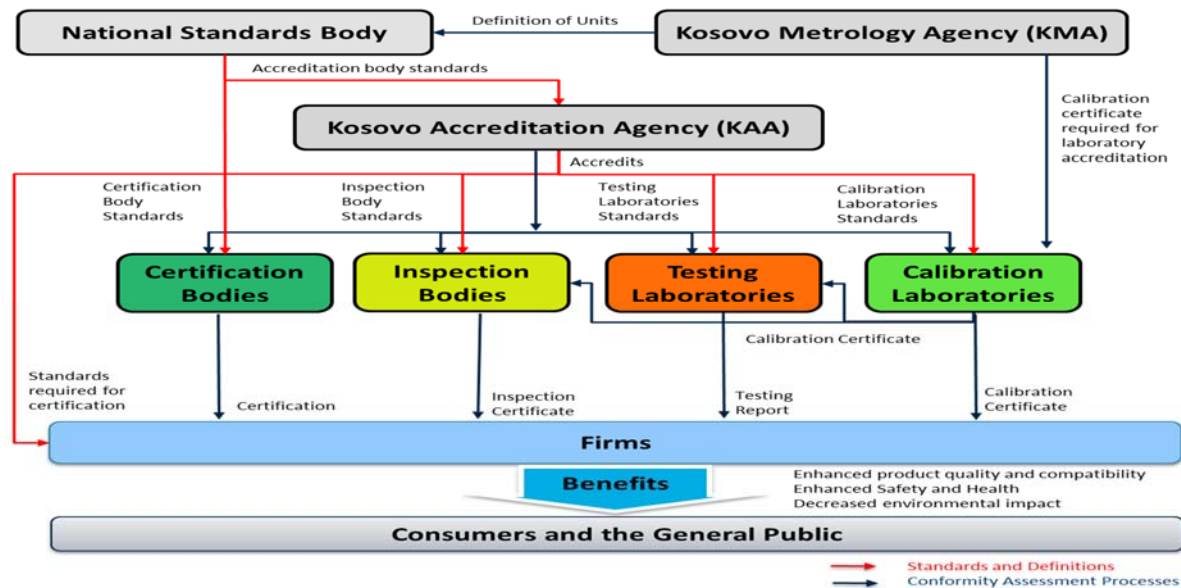 Definition of Units
National Standards Body
Kosovo Metrology Agency (KMA)
Accreditation body standards
Kosovo Accreditation Agency (KAA)
Calibration
certificate
required for
laboratory
accreditation
Accredits
Certification
Body
Standards
Inspection
Body
Standards
Testing
Laboratories
Standards
Calibration
Laboratories
Standards
Certification
Bodies
Inspection
Bodies
Testing
Laboratories
Calibration
Laboratories
Calibration Certificate
Standards
required for
certification
Certification
Inspection
Certificate
Testing
Report
Calibration
Certificate
Firms
Benefits
Enhanced product quality and compatibility
Enhanced Safety and Health
Decreased environmental impact
Consumers and the General Public
Standards and Definitions
Conformity Assessment Processes